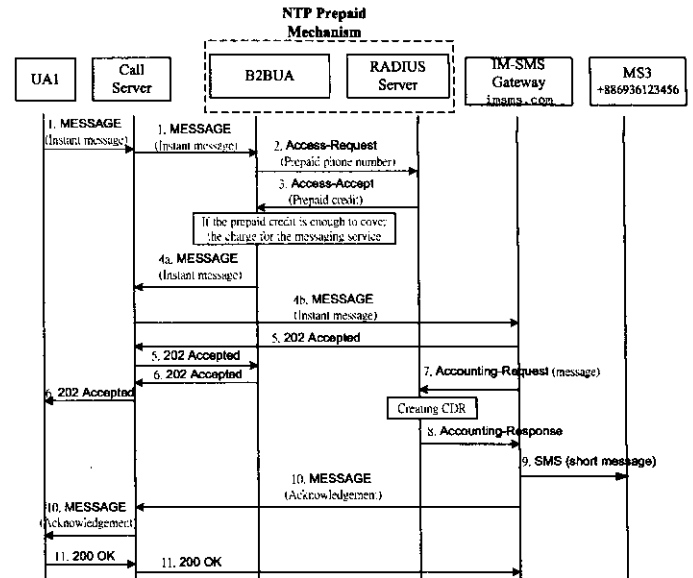 NTP Prepaid
Mechanism
UA1
Call
Server
B2BUA
RADIUS
Server
IM-SMS
Gateway
imsms.com
MS3
+886936123456
1. MESSAGE
(Instant message)
1. MESSAGE
(Instant message)
2. Access-Request
(Prepaid phone number)
3. Access-Accept
(Prepaid credit)
If the prepaid credit is enough to cover
the charge for the messaging service
4a. MESSAGE
(Instant message)
4b. MESSAGE
(Instant message)
5. 202 Accepted
5. 202 Accepted
6. 202 Accepted
6. 202 Accepted
7. Accounting-Request (message)
Creating CDR
8. Accounting-Response
9. SMS (short message)
10. MESSAGE
(Acknowledgement)
10. MESSAGE
(Acknowledgement)
11. 200 OK
11. 200 OK